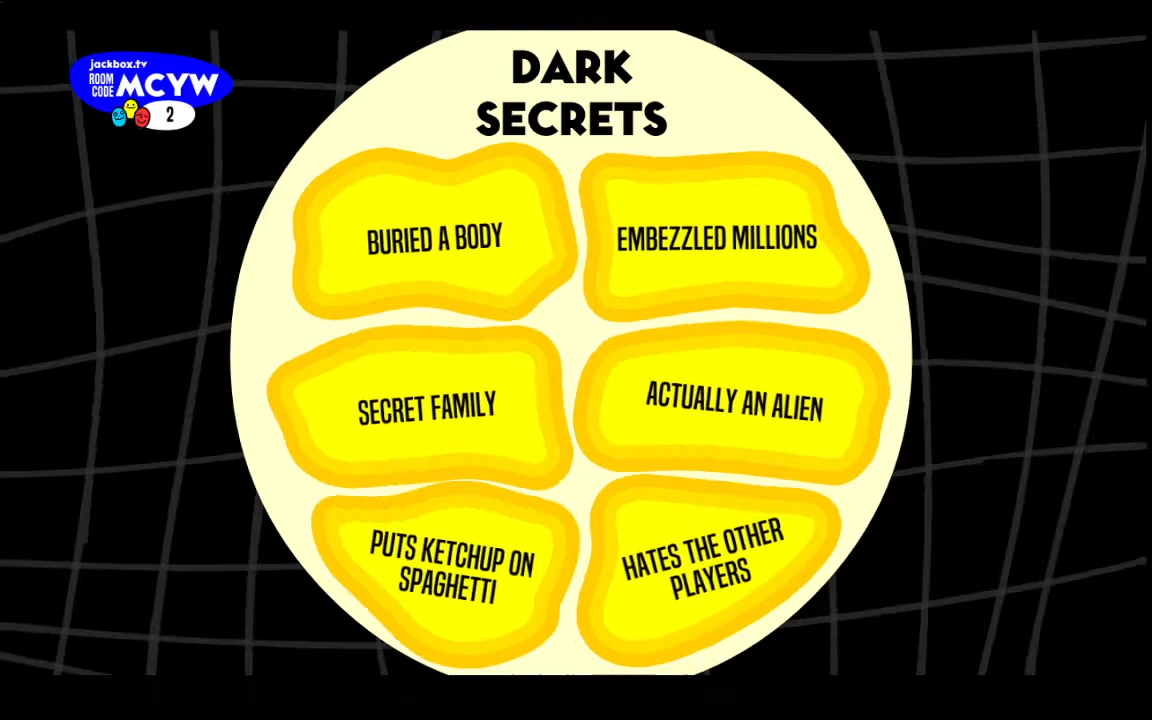 jackbox.tv
ROOM
CODE
MCYW
2
DARK
SECRETS
BURIED A BODY
EMBEZZLED MILLIONS
SECRET FAMILY
ACTUALLY AN ALIEN
PUTS KETCHUP ON
SPAGHETTI
HATES THE OTHER
PLAYERS